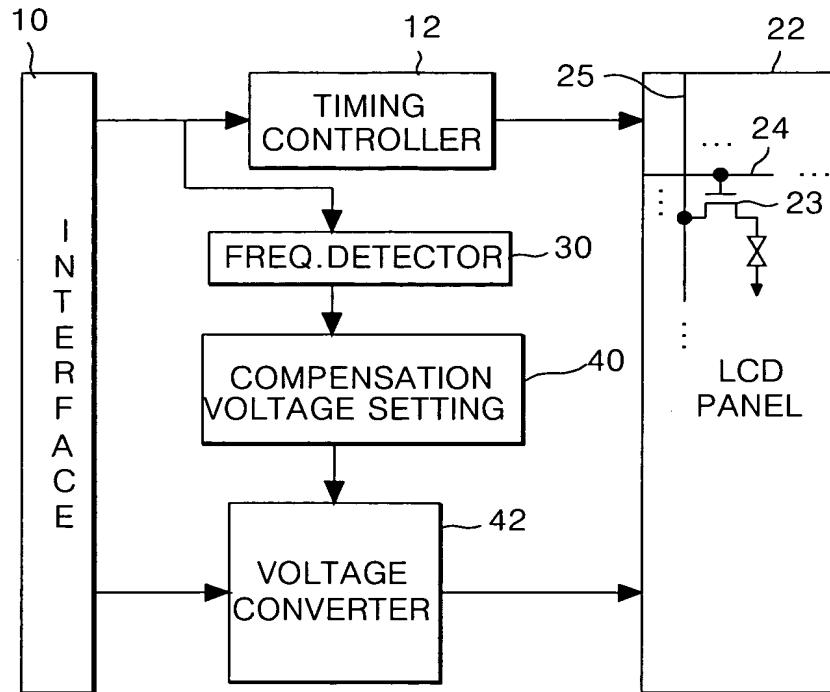 10
12
22
TIMING
CONTROLLER
25
...
24
...
23
INTERFACE
FREQ.DETECTOR
30
COMPENSATION
VOLTAGE SETTING
40
LCD
PANEL
VOLTAGE
CONVERTER
42